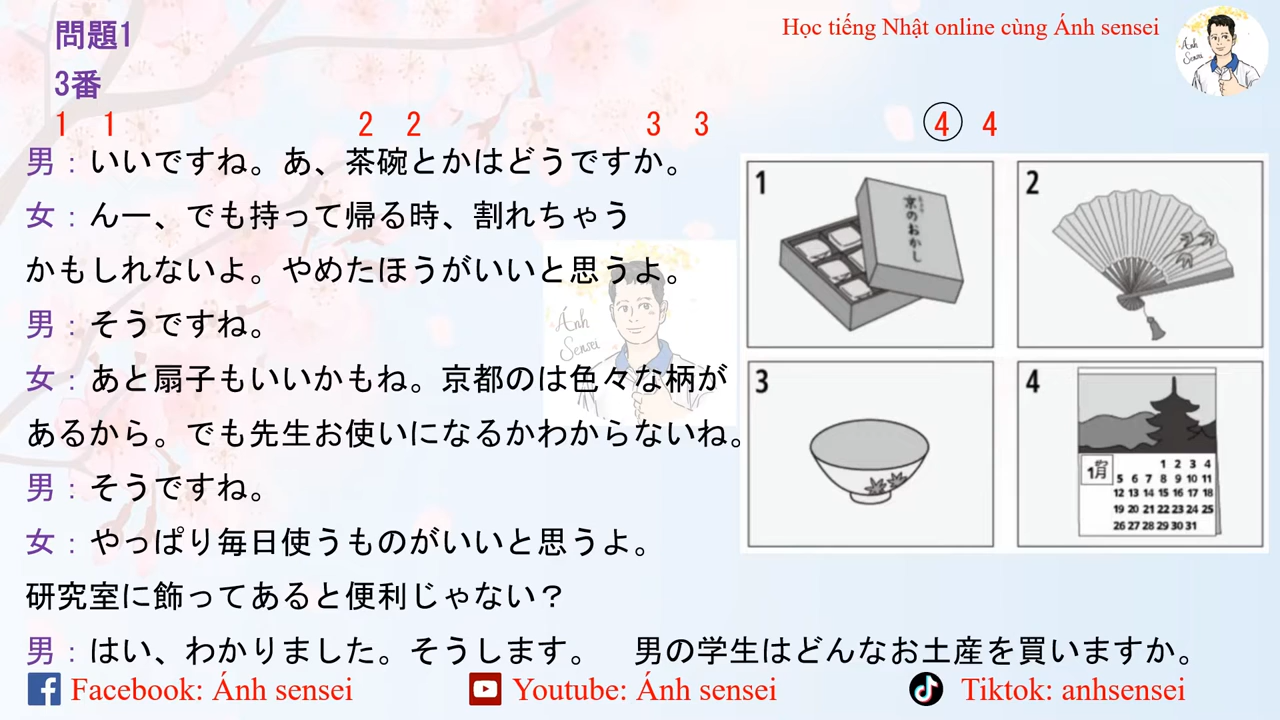 問題1
Học tiếng Nhật online cùng Ánh sensei
Ánh
Sensei
3番
1 1 2 2 3 3 4 4
男：いいですね。あ、茶碗とかはどうですか。
女：んー、でも持って帰る時、割れちゃう
かもしれないよ。やめたほうがいいと思うよ。
男：そうですね。
女：あと扇子もいいかもね。京都のは色々な柄が
あるから。でも先生お使いになるかわからないね。
男：そうですね。
女：やっぱり毎日使うものがいいと思うよ。
研究室に飾ってあると便利じゃない？
男：はい、わかりました。そうします。 男の学生はどんなお土産を買いますか。
Ánh
Sensei
1
京のおかし
2
3
4
1月
1 2 3 4
5 6 7 8 9 10 11
12 13 14 15 16 17 18
19 20 21 22 23 24 25
26 27 28 29 30 31
Facebook: Ánh sensei
Youtube: Ánh sensei
Tiktok: anhsensei